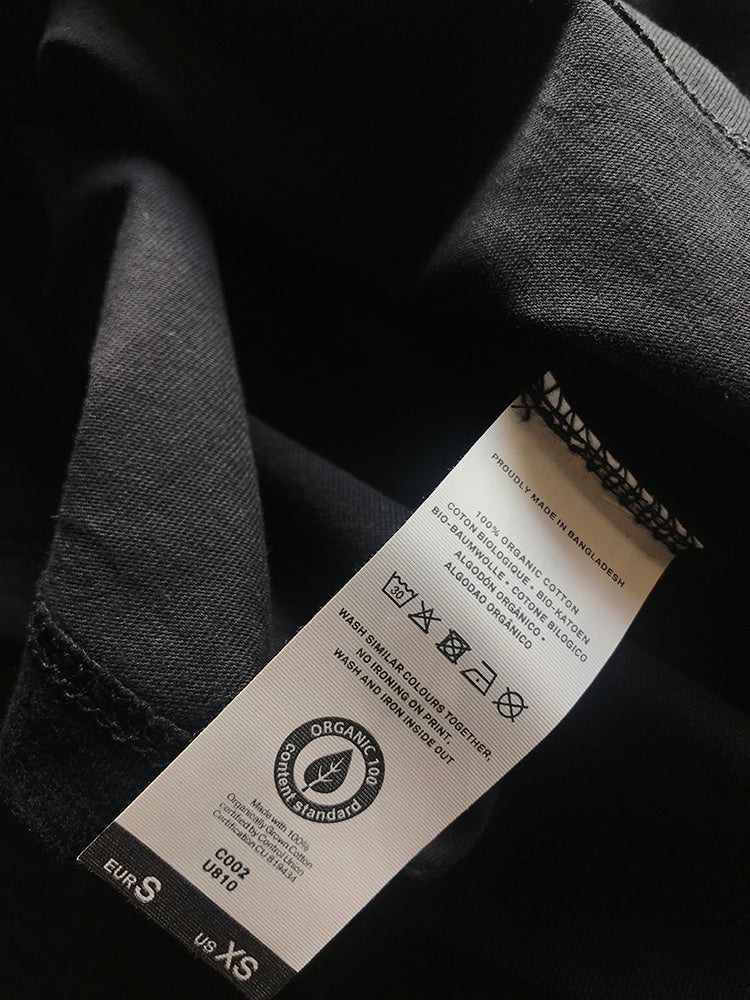 PROUDLY MADE IN BANGLADESH
100% ORGANIC COTTON
COTON BIOLOGIQUE • BIO-KATOEN
BIO-BAUMWOLLE • COTONE BILOGICO
ALGODÓN ORGÁNICO •
ALGODAO ORGÂNICO
30
WASH SIMILAR COLOURS TOGETHER,
NO IRONING ON PRINT,
WASH AND IRON INSIDE OUT
ORGANIC 100
content standard
Made with 100%
Organically Grown Cotton
certified by Control Union
Certification CU 819434
C002
U810
EUR S
US XS